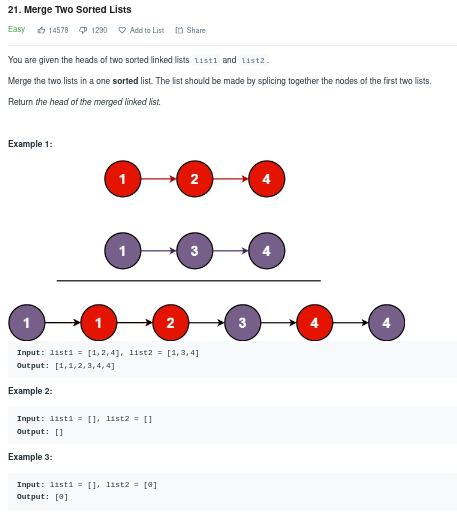 21. Merge Two Sorted Lists
Easy 14578 1290 Add to List Share
You are given the heads of two sorted linked lists list1 and list2.
Merge the two lists in a one sorted list. The list should be made by splicing together the nodes of the first two lists.
Return the head of the merged linked list.
Example 1:
1 2 4
1 3 4
1 1 2 3 4 4
Input: list1 = [1,2,4], list2 = [1,3,4]
Output: [1,1,2,3,4,4]
Example 2:
Input: list1 = [], list2 = []
Output: []
Example 3:
Input: list1 = [], list2 = [0]
Output: [0]